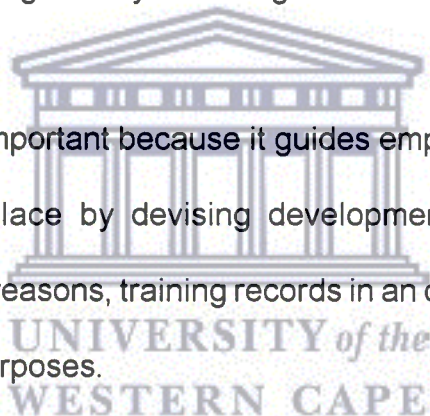 mportant because it guides emp
lace by devising developmer
reasons, training records in an o
UNIVERSITY of the
rposes.
WESTERN CAPE